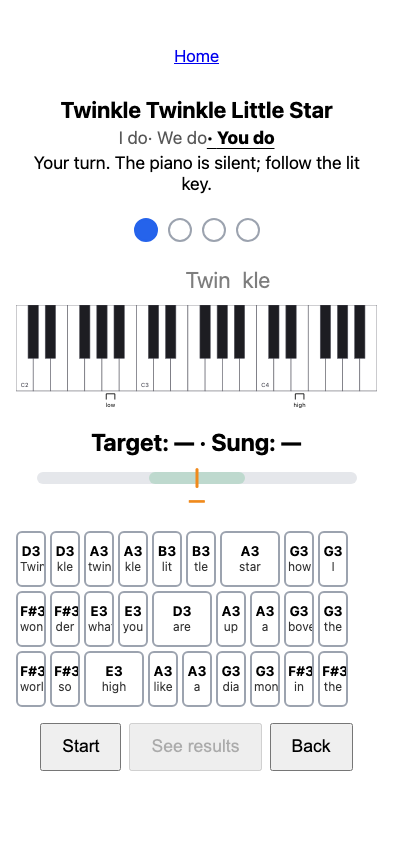 Home
Twinkle Twinkle Little Star
I do· We do· You do
Your turn. The piano is silent; follow the lit
key.
Twin kle
C2 C3 C4
low high
Target: — · Sung: —
—
D3 D3 A3 A3 B3 B3 A3 G3 G3
Twin kle twin kle lit tle star how I
F#3 F#3 E3 E3 D3 A3 A3 G3 G3
won der what you are up a bove the
F#3 F#3 E3 A3 A3 G3 G3 F#3 F#3
worl so high like a dia mon in the
Start See results Back